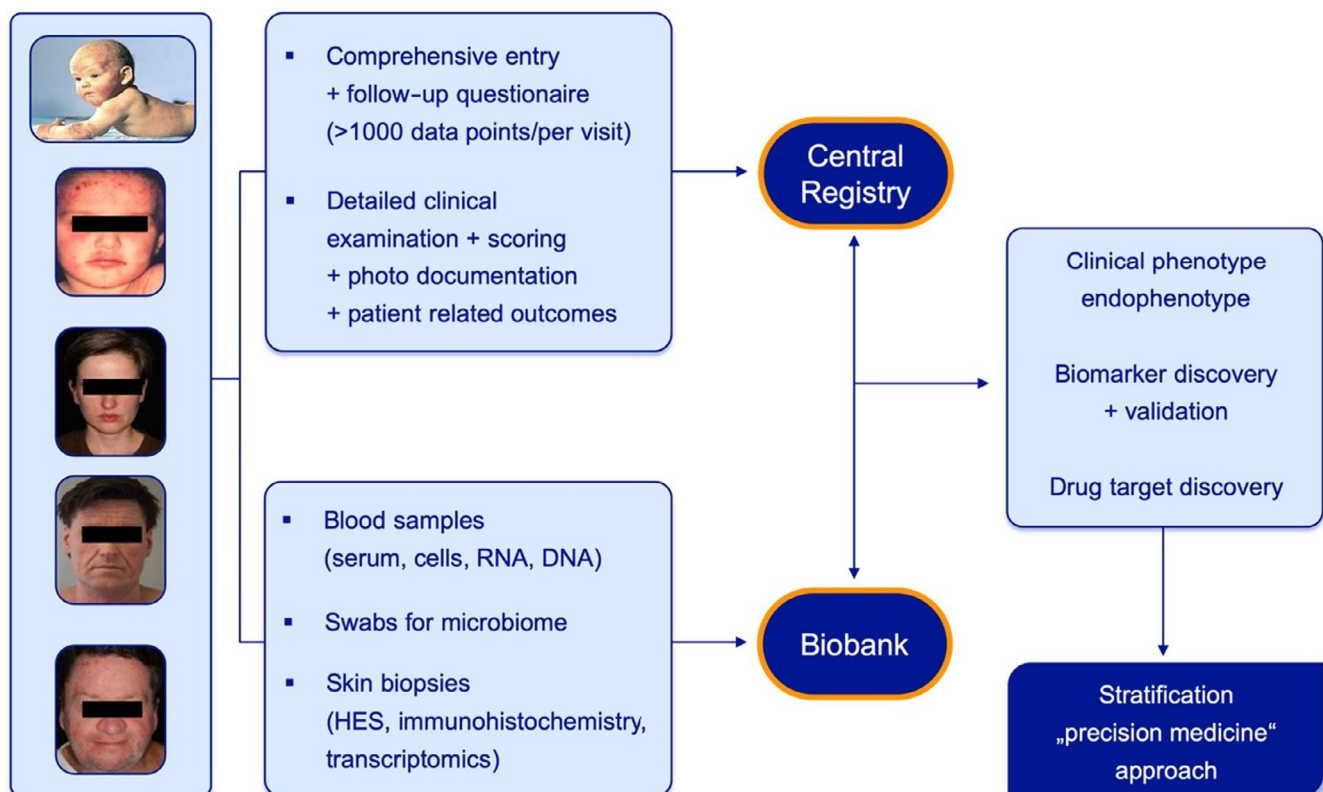 ▪ Comprehensive entry
+ follow-up questionaire
(>1000 data points/per visit)
▪ Detailed clinical
examination + scoring
+ photo documentation
+ patient related outcomes
Central
Registry
Clinical phenotype
endophenotype
Biomarker discovery
+ validation
Drug target discovery
▪ Blood samples
(serum, cells, RNA, DNA)
▪ Swabs for microbiome
▪ Skin biopsies
(HES, immunohistochemistry,
transcriptomics)
Biobank
Stratification
„precision medicine“
approach